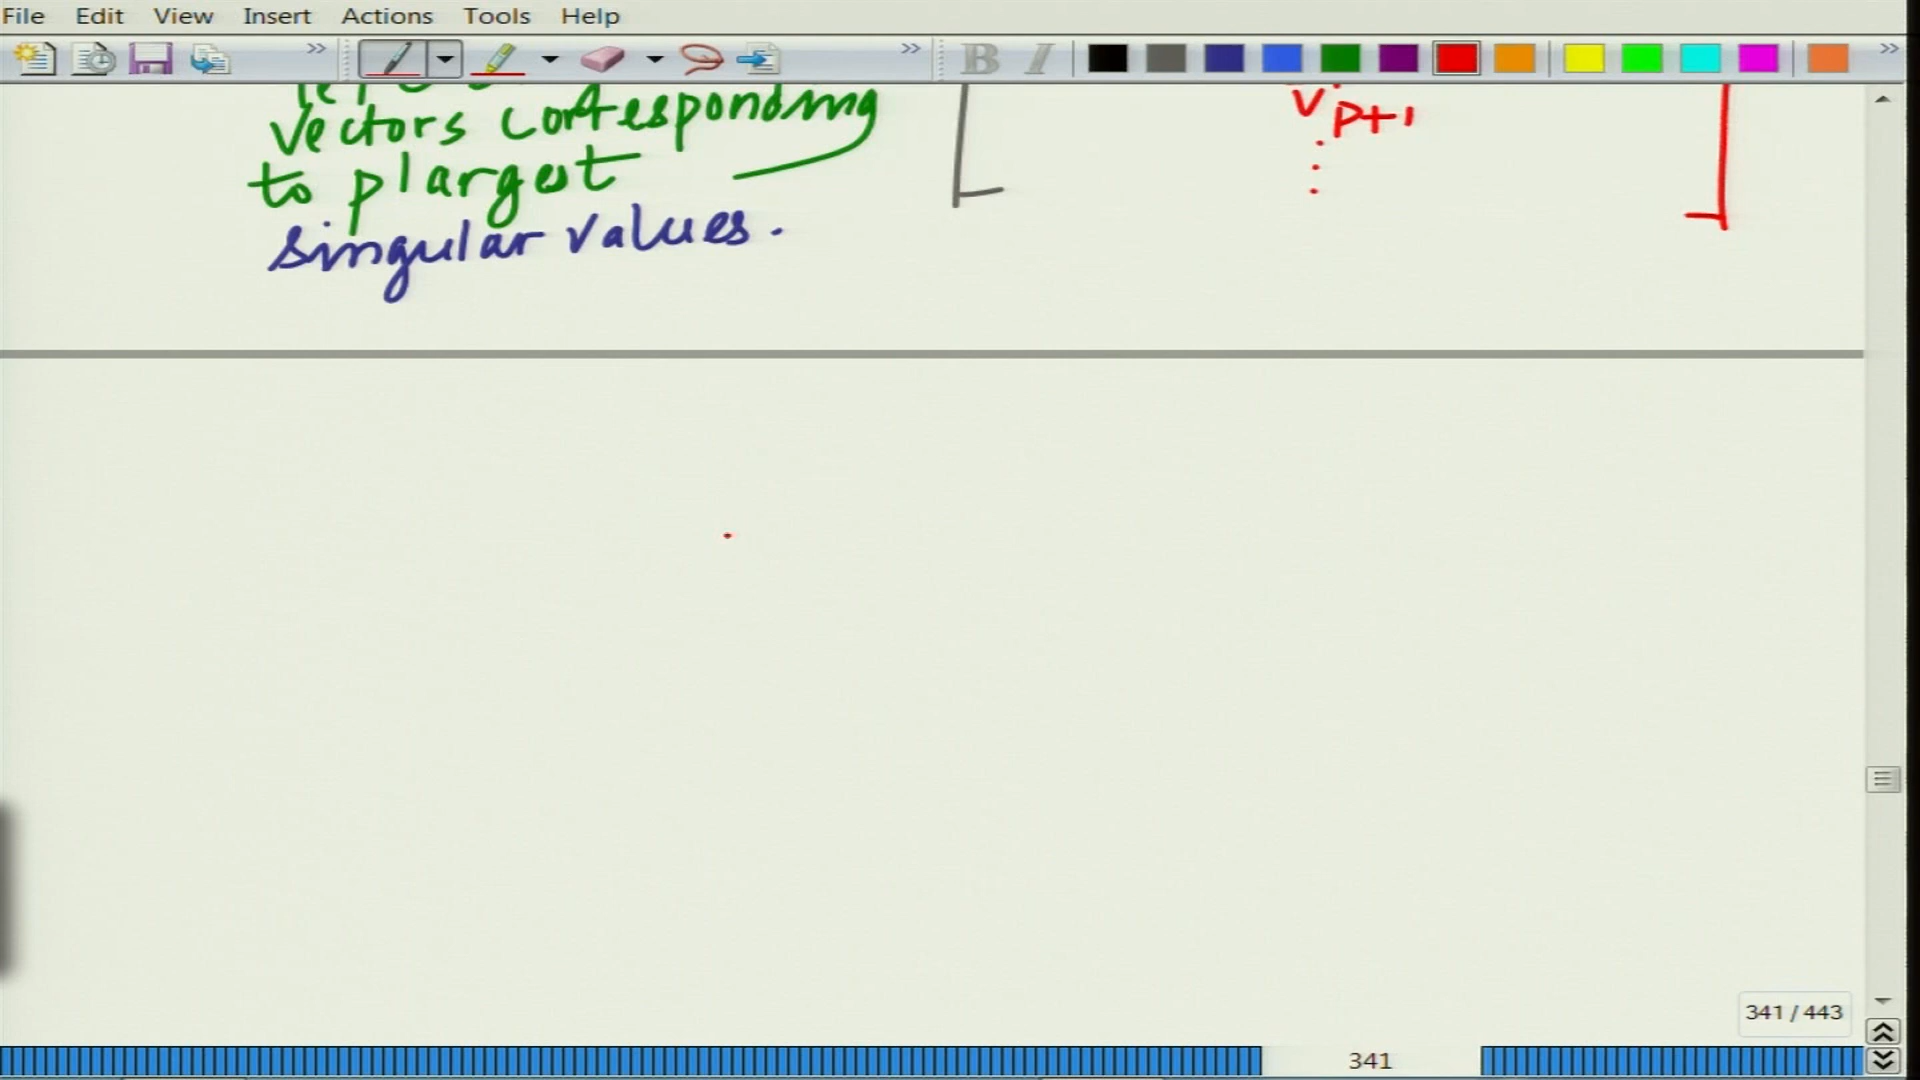 File Edit View Insert Actions Tools Help
B I
vectors corresponding
to p largest
singular values.
v p+1
341 / 443
341